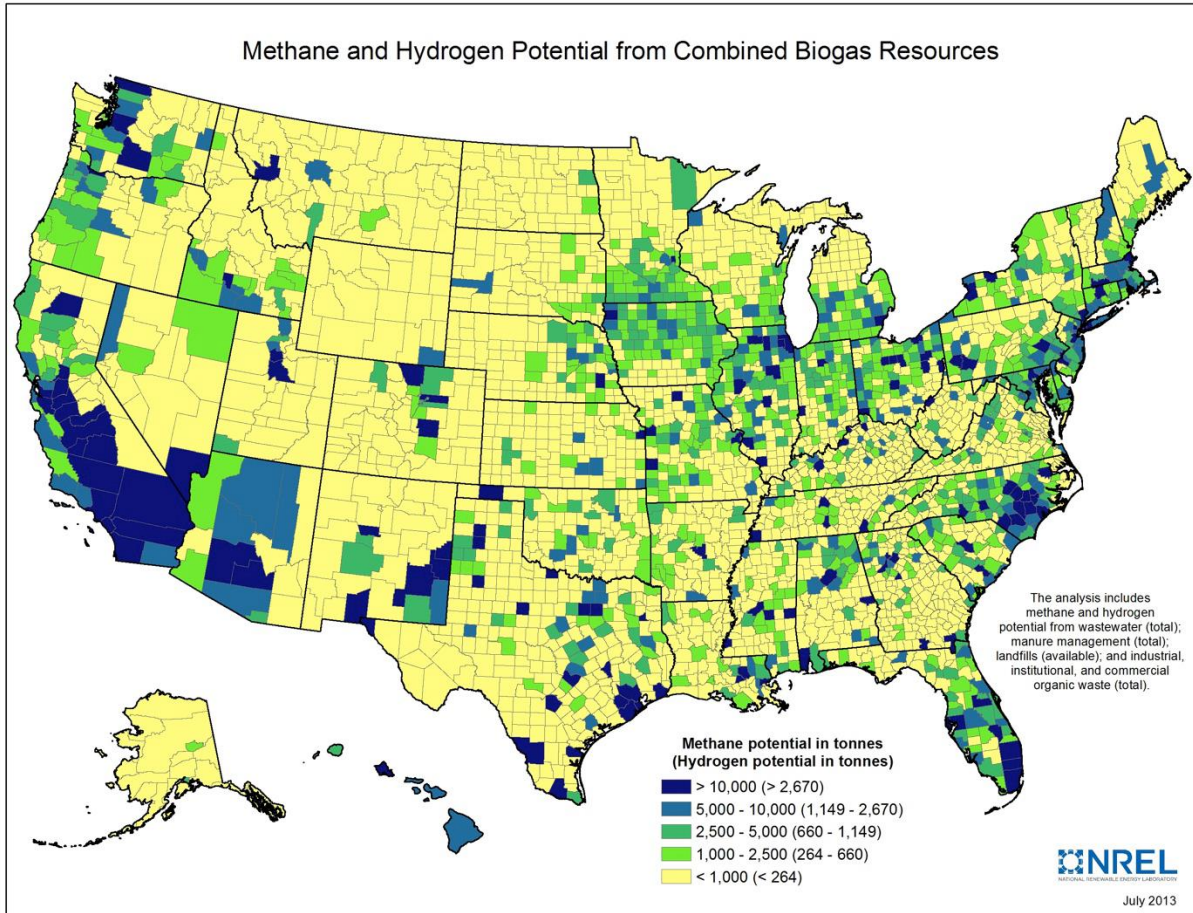 Methane and Hydrogen Potential from Combined Biogas Resources
The analysis includes
methane and hydrogen
potential from wastewater (total);
manure management (total);
landfills (available); and industrial,
institutional, and commercial
organic waste (total).
Methane potential in tonnes
(Hydrogen potential in tonnes)
> 10,000 (> 2,670)
5,000 - 10,000 (1,149 - 2,670)
2,500 - 5,000 (660 - 1,149)
1,000 - 2,500 (264 - 660)
< 1,000 (< 264)
NREL
NATIONAL RENEWABLE ENERGY LABORATORY
July 2013